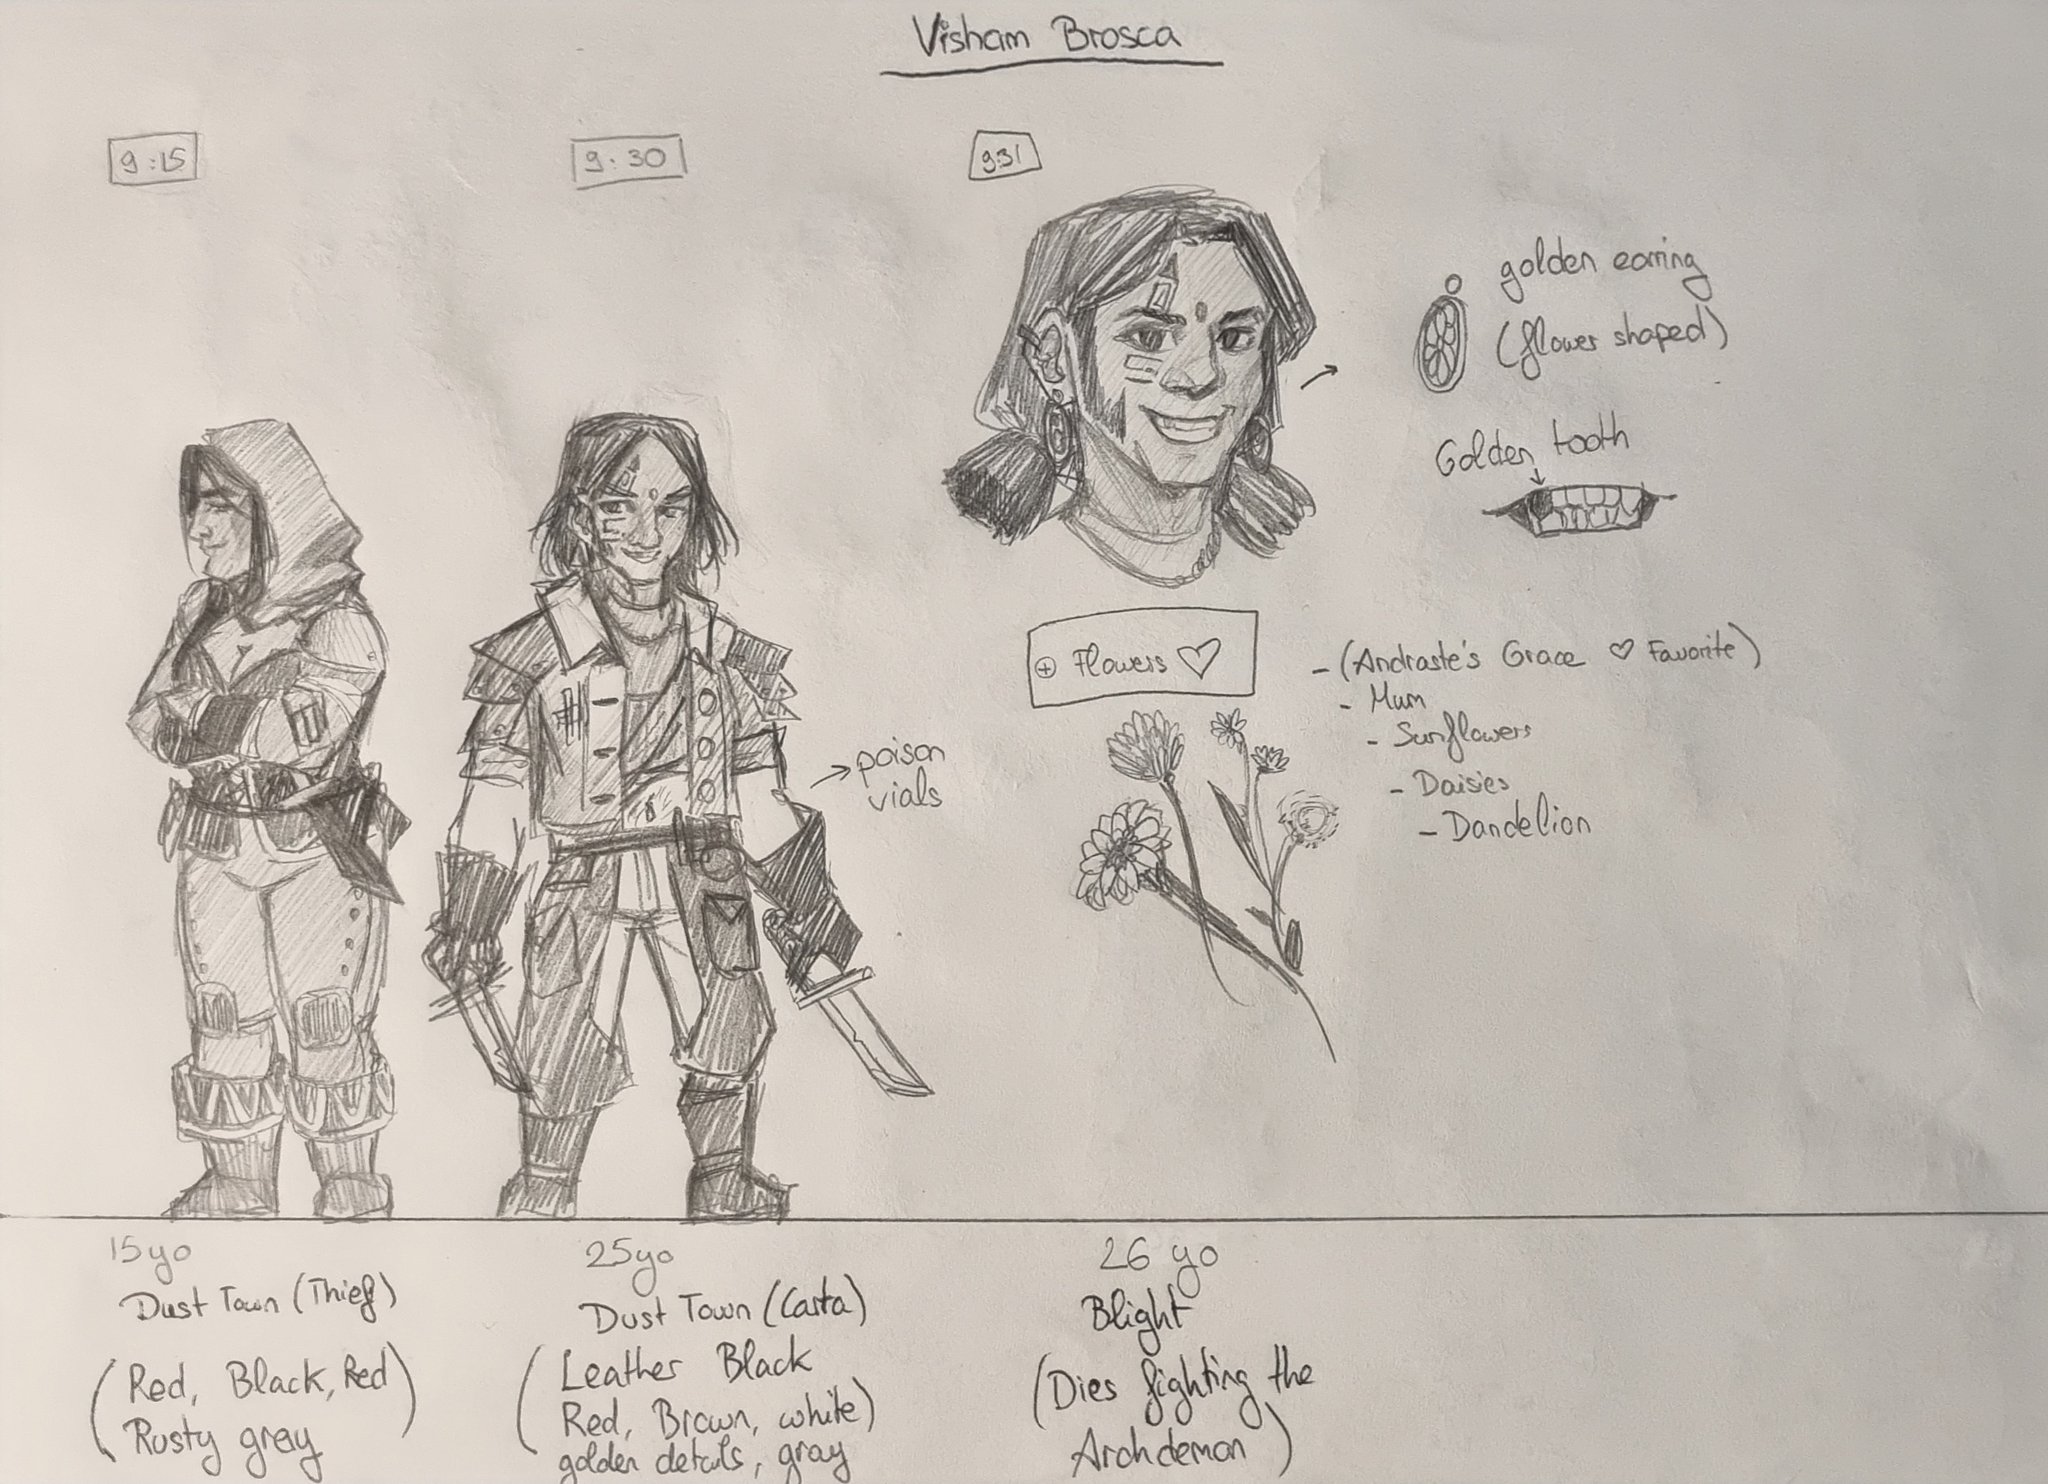 Visham Brosca
9:15
9:30
9:31
golden earring
(flower shaped)
Golden tooth
+ Flowers ♡
- (Andraste's Grace ♡ Favorite)
- Mum
- Sunflowers
- Daisies
- Dandelion
→ poison
vials
15yo
Dust Town (Thief)
(Red, Black, Red
Rusty gray)
25yo
Dust Town (Carta)
(Leather Black
Red, Brown, white)
golden details, gray
26 yo
Blight
(Dies fighting the
Archdemon)